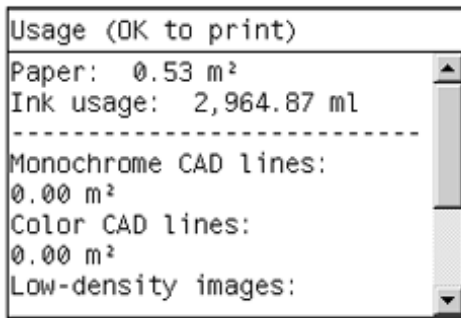 Usage (OK to print)
Paper:  0.53 m²
Ink usage:  2,964.87 ml
----------------------------
Monochrome CAD lines:
0.00 m²
Color CAD lines:
0.00 m²
Low-density images: